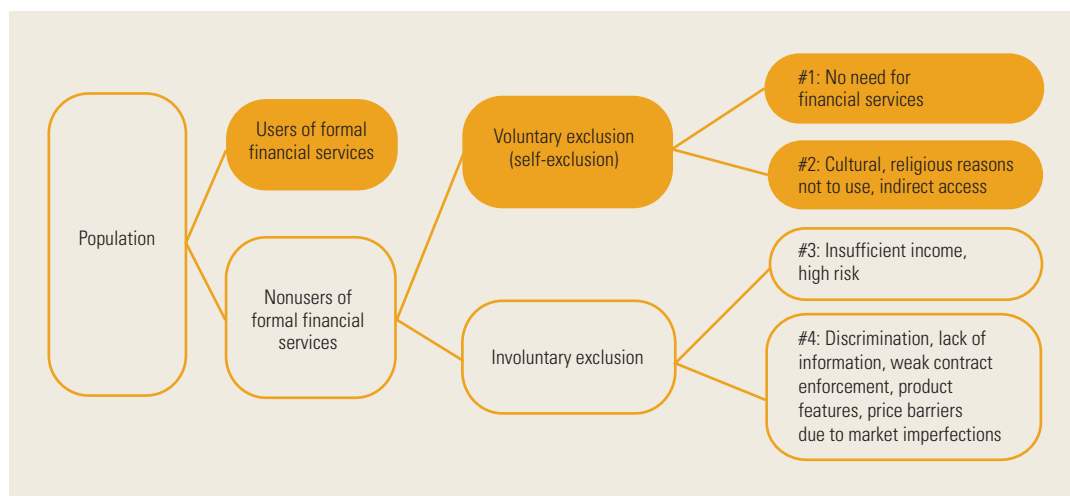 Population
Users of formal
financial services
Nonusers of
formal financial
services
Voluntary exclusion
(self-exclusion)
Involuntary exclusion
#1: No need for
financial services
#2: Cultural, religious reasons
not to use, indirect access
#3: Insufficient income,
high risk
#4: Discrimination, lack of
information, weak contract
enforcement, product
features, price barriers
due to market imperfections